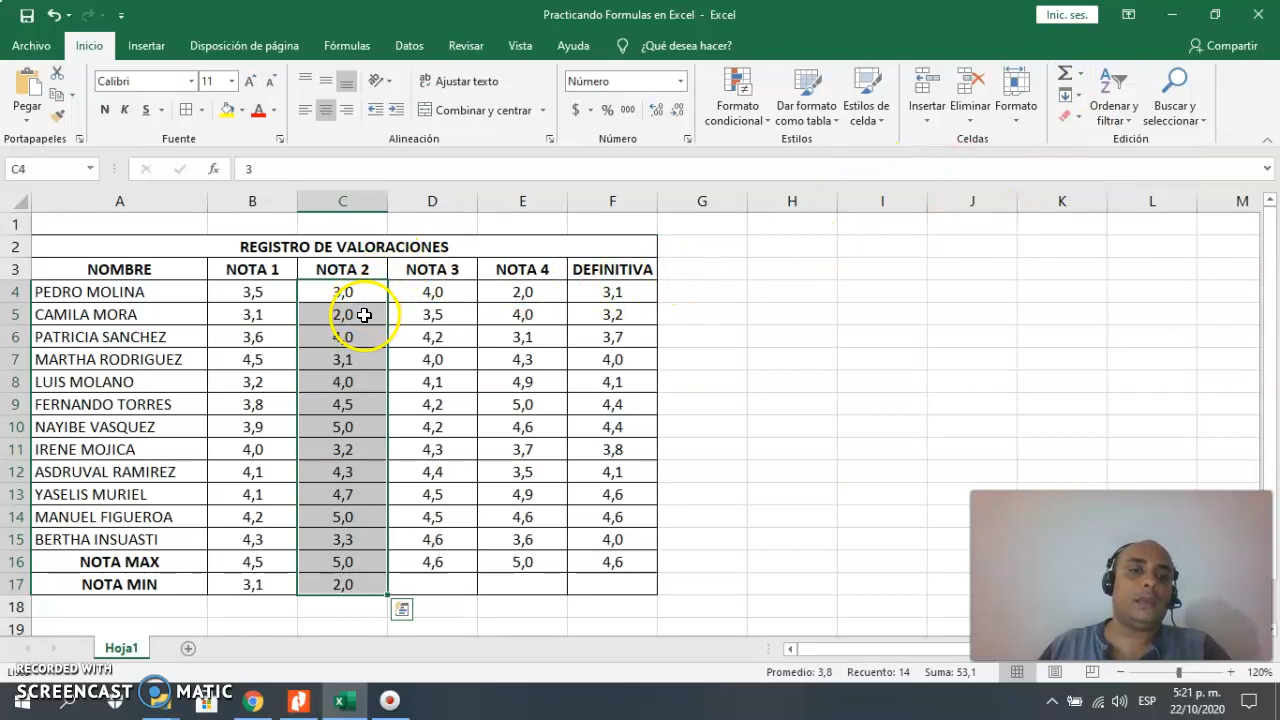 Practicando Formulas en Excel - Excel
Inic. ses.
Archivo Inicio Insertar Disposición de página Fórmulas Datos Revisar Vista Ayuda ¿Qué desea hacer? Compartir
Pegar
Calibri 11
N K S
Ajustar texto
Combinar y centrar
Número
$ % 000
Formato condicional
Dar formato como tabla
Estilos de celda
Insertar Eliminar Formato
Ordenar y filtrar
Buscar y seleccionar
Portapapeles Fuente Alineación Número Estilos Celdas Edición
C4 fx 3
A B C D E F G H I J K L M
1
2 REGISTRO DE VALORACIONES
3 NOMBRE NOTA 1 NOTA 2 NOTA 3 NOTA 4 DEFINITIVA
4 PEDRO MOLINA 3,5 3,0 4,0 2,0 3,1
5 CAMILA MORA 3,1 2,0 3,5 4,0 3,2
6 PATRICIA SANCHEZ 3,6 4,0 4,2 3,1 3,7
7 MARTHA RODRIGUEZ 4,5 3,1 4,0 4,3 4,0
8 LUIS MOLANO 3,2 4,0 4,1 4,9 4,1
9 FERNANDO TORRES 3,8 4,5 4,2 5,0 4,4
10 NAYIBE VASQUEZ 3,9 5,0 4,2 4,6 4,4
11 IRENE MOJICA 4,0 3,2 4,3 3,7 3,8
12 ASDRUVAL RAMIREZ 4,1 4,3 4,4 3,5 4,1
13 YASELIS MURIEL 4,1 4,7 4,5 4,9 4,6
14 MANUEL FIGUEROA 4,2 5,0 4,5 4,6 4,6
15 BERTHA INSUASTI 4,3 3,3 4,6 3,6 4,0
16 NOTA MAX 4,5 5,0 4,6 5,0 4,6
17 NOTA MIN 3,1 2,0
18
19
Hoja1
Promedio: 3,8 Recuento: 14 Suma: 53,1 120%
RECORDED WITH
SCREENCAST MATIC
ESP
5:21 p. m.
22/10/2020